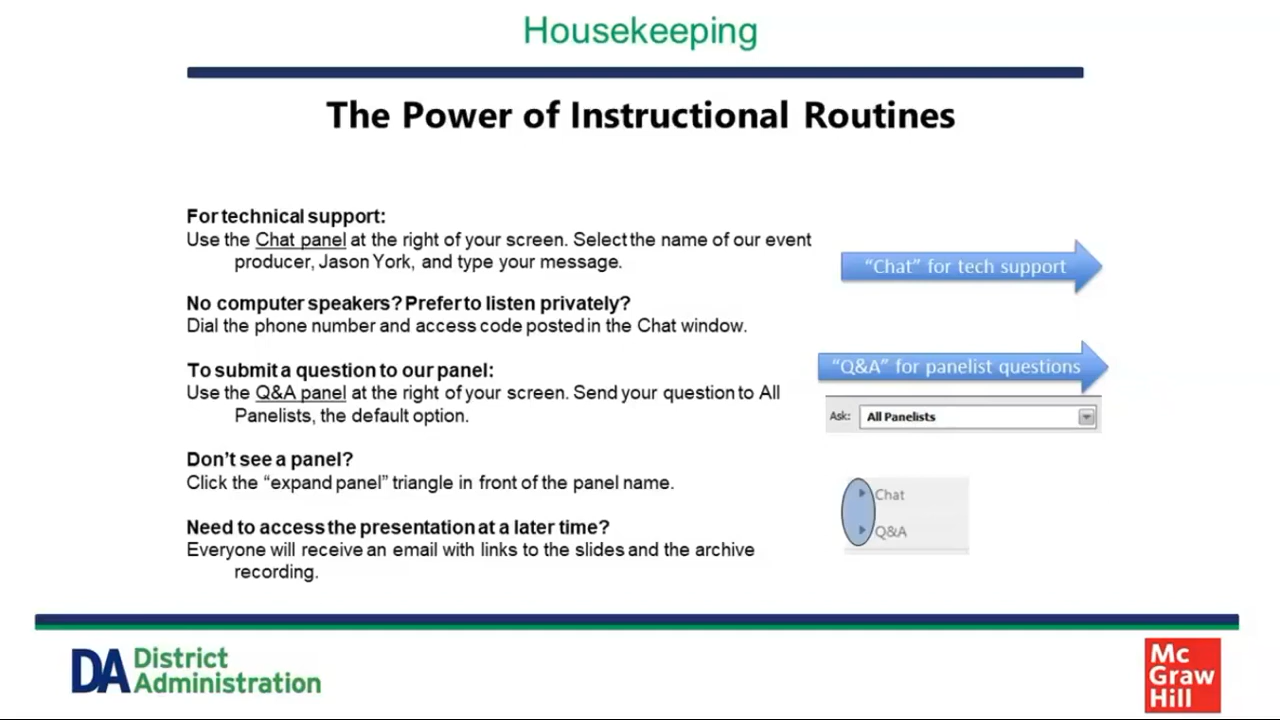 Housekeeping
The Power of Instructional Routines
For technical support:
Use the Chat panel at the right of your screen. Select the name of our event
producer, Jason York, and type your message.
"Chat" for tech support
No computer speakers? Prefer to listen privately?
Dial the phone number and access code posted in the Chat window.
To submit a question to our panel:
Use the Q&A panel at the right of your screen. Send your question to All
Panelists, the default option.
“Q&A” for panelist questions
Ask: All Panelists
Don’t see a panel?
Click the “expand panel” triangle in front of the panel name.
Chat
Q&A
Need to access the presentation at a later time?
Everyone will receive an email with links to the slides and the archive
recording.
DA District
Administration
Mc
Graw
Hill